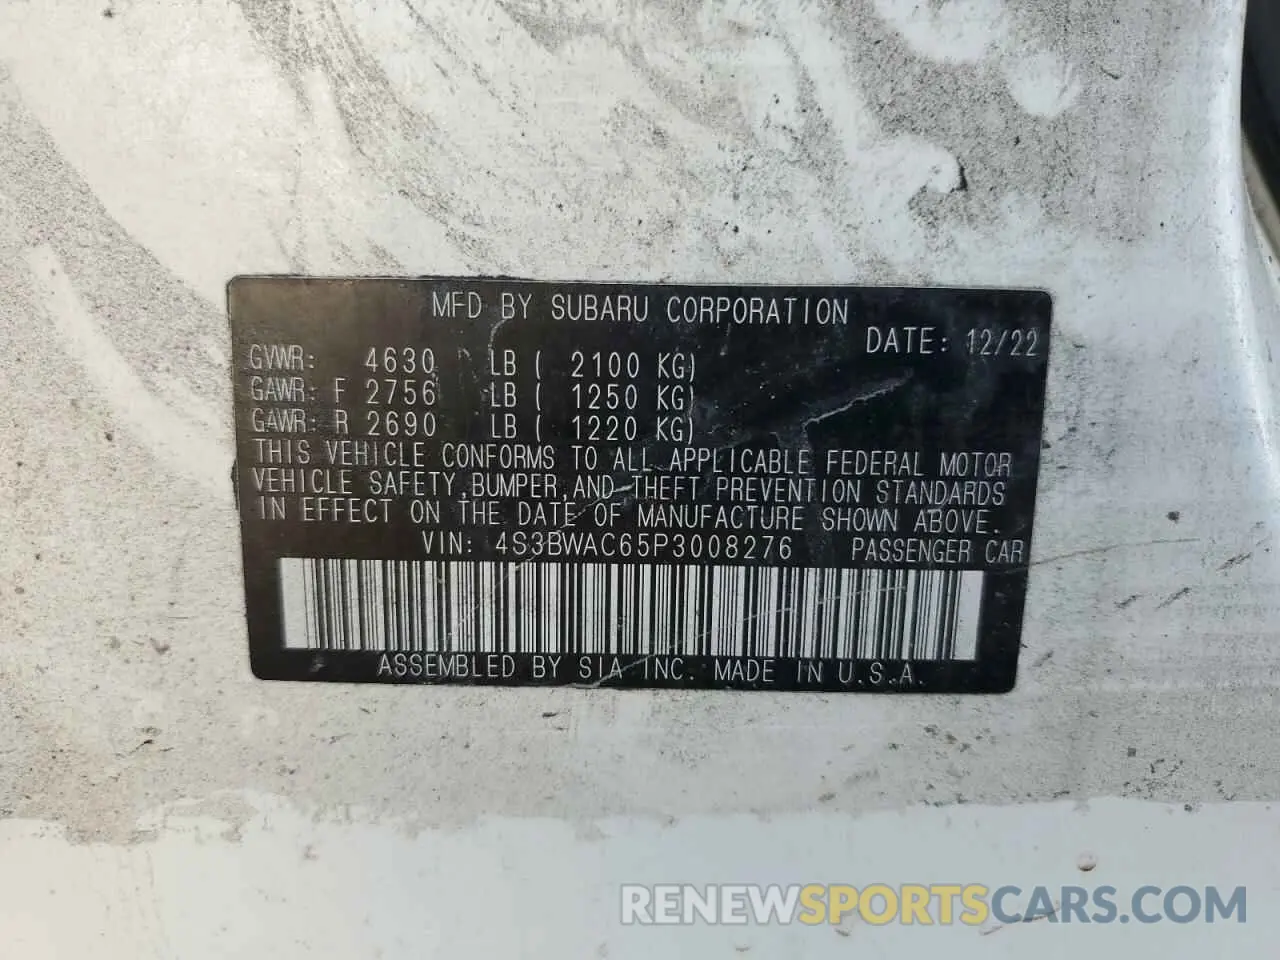 MFD BY SUBARU CORPORATION
DATE: 12/22
GVWR: 4630 LB ( 2100 KG)
GAWR: F 2756 LB ( 1250 KG)
GAWR: R 2690 LB ( 1220 KG)
THIS VEHICLE CONFORMS TO ALL APPLICABLE FEDERAL MOTOR
VEHICLE SAFETY,BUMPER,AND THEFT PREVENTION STANDARDS
IN EFFECT ON THE DATE OF MANUFACTURE SHOWN ABOVE.
VIN: 4S3BWAC65P3008276 PASSENGER CAR
ASSEMBLED BY SIA INC. MADE IN U.S.A.
RENEWSPORTSCARS.COM